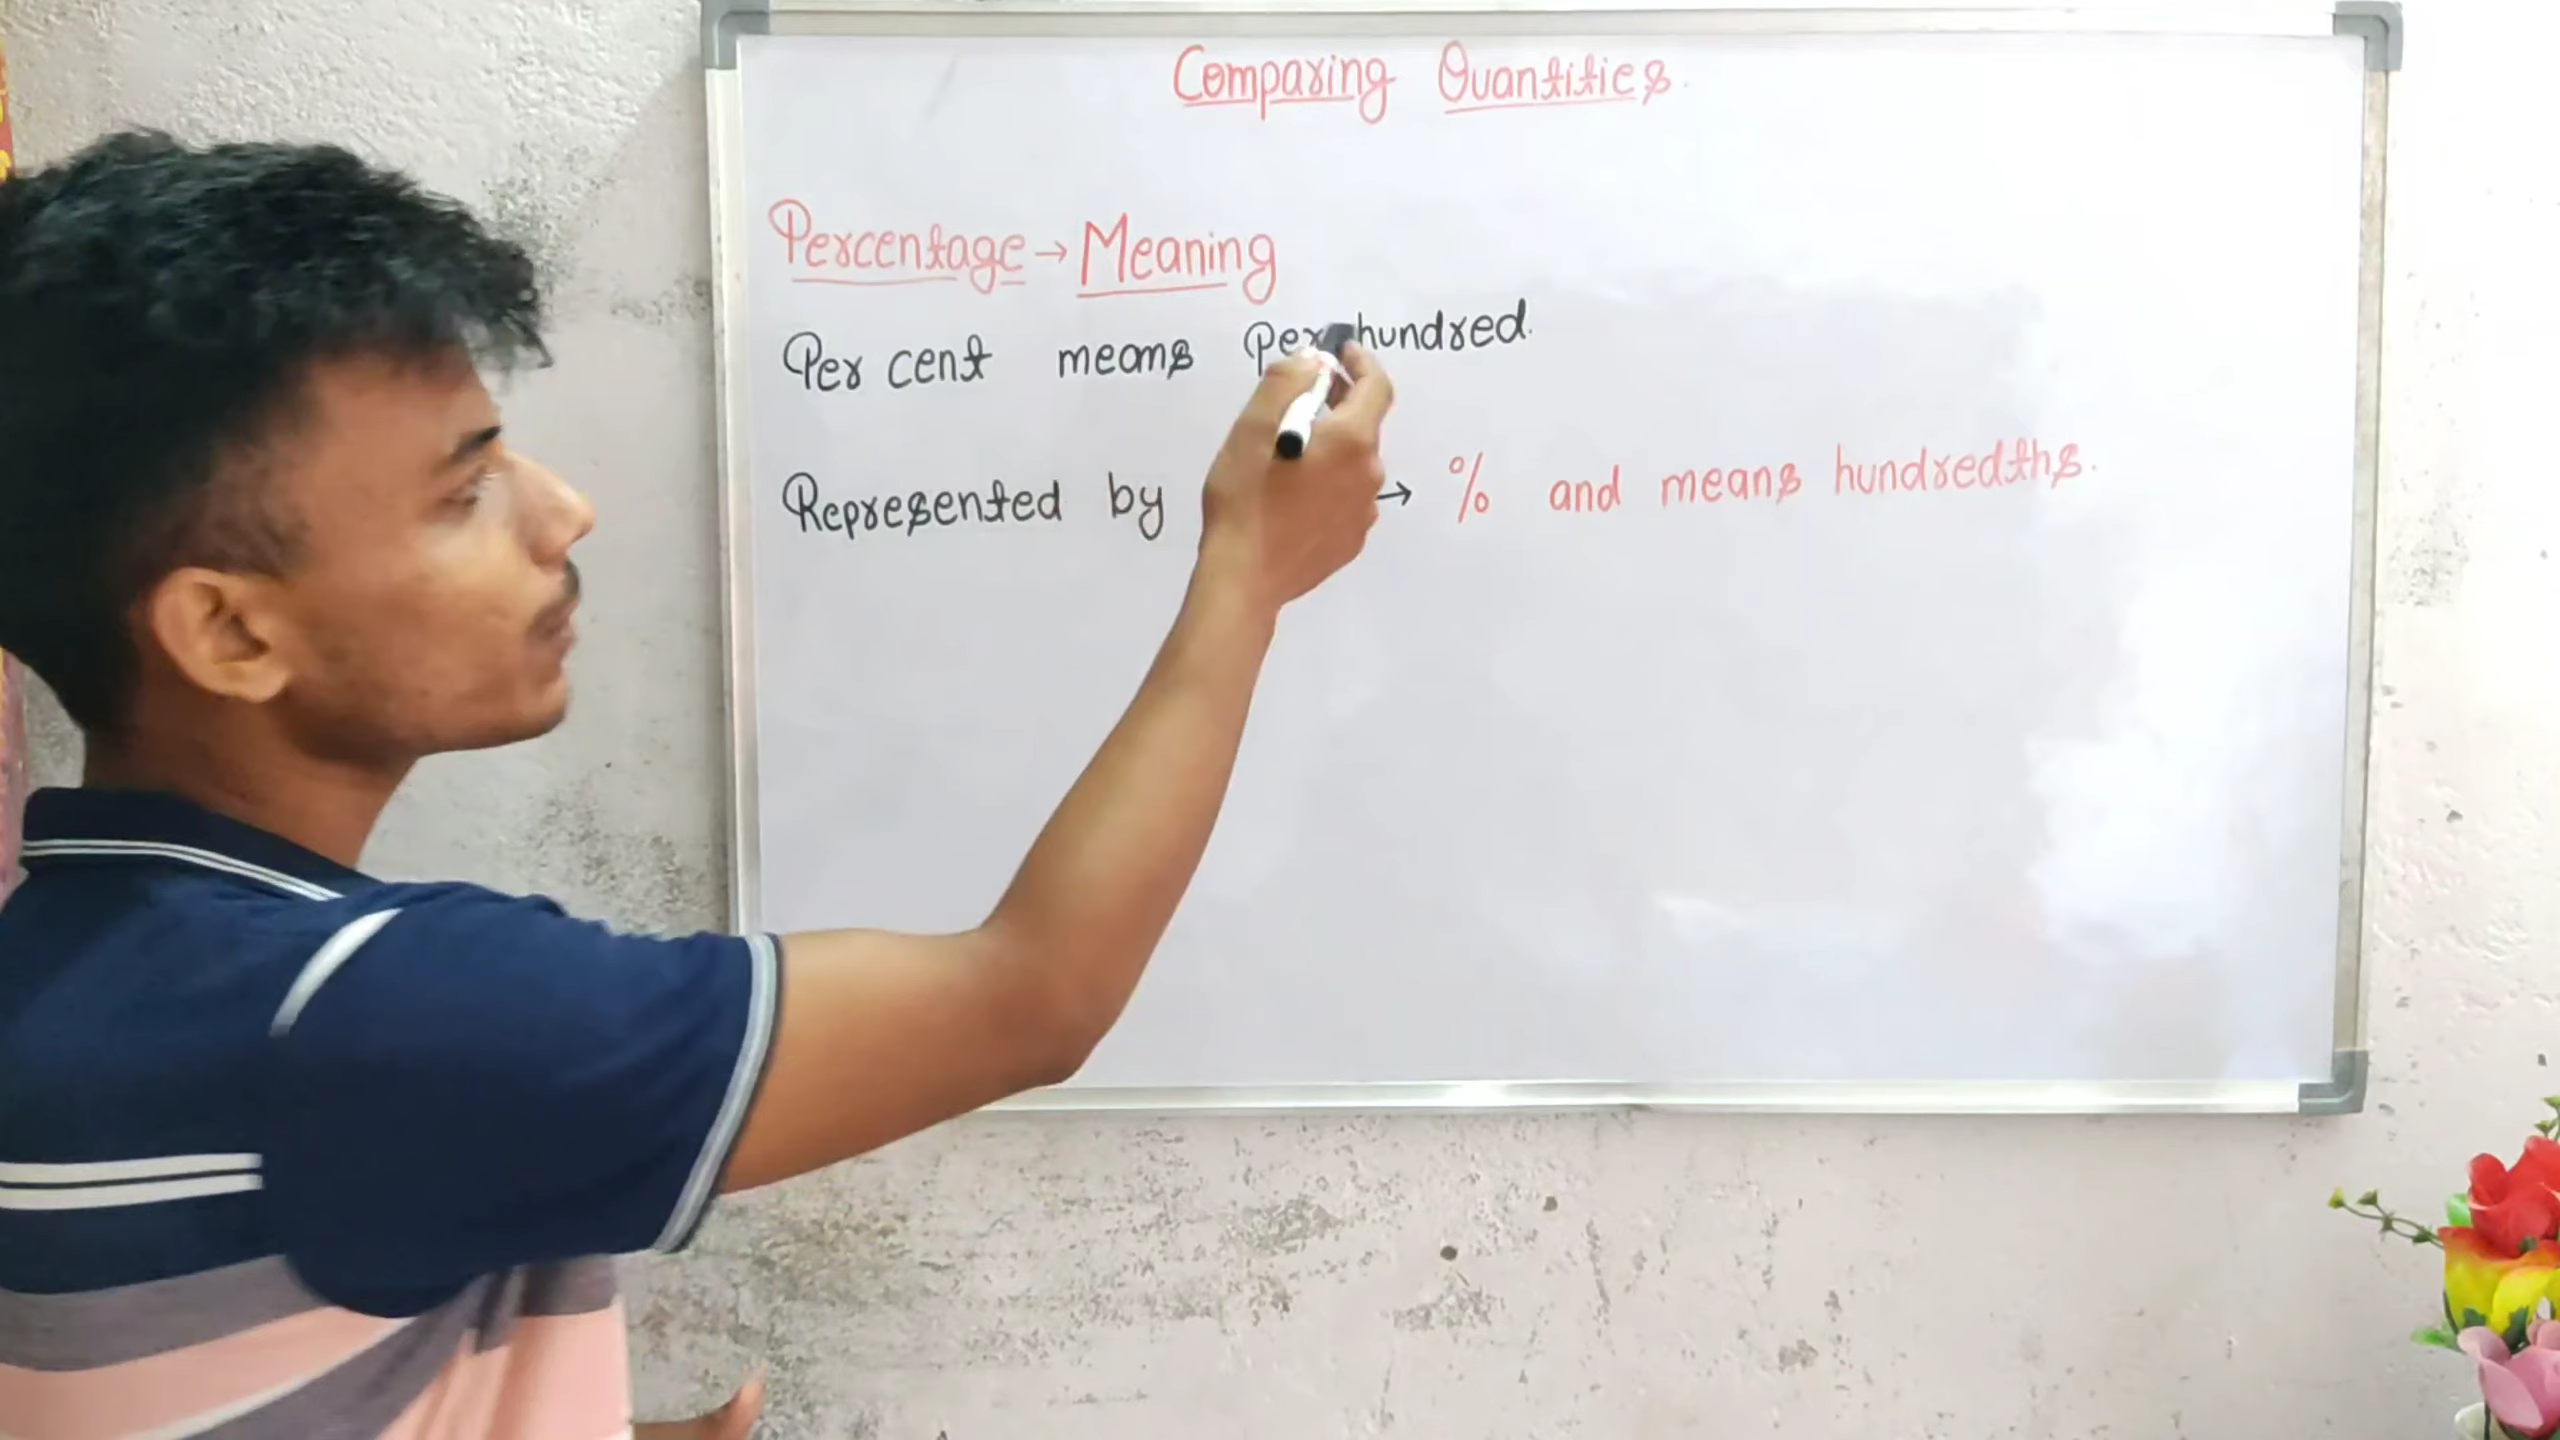 Comparing Quantities.
Percentage → Meaning
Per cent means Per hundred.
Represented by → % and means hundredths.